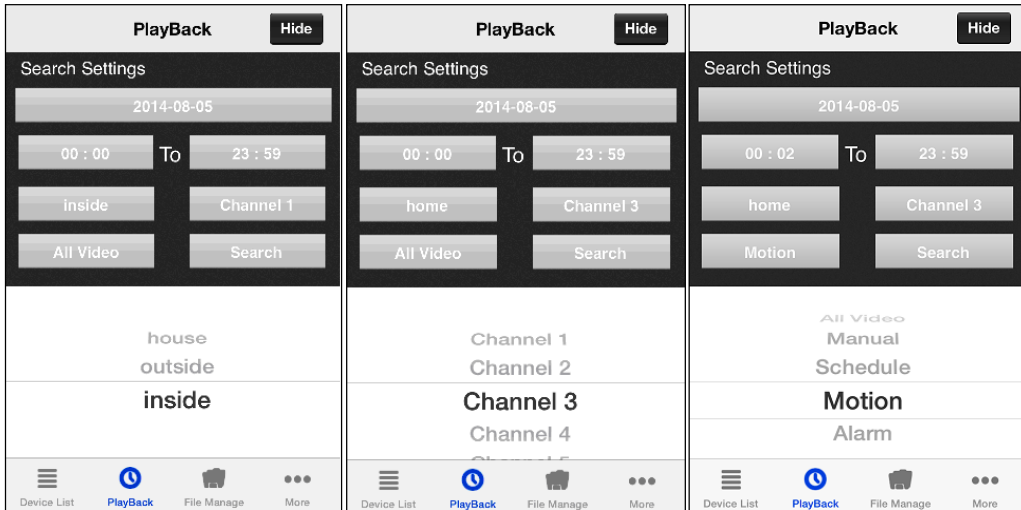 PlayBack Hide
Search Settings
2014-08-05
00 : 00 To 23 : 59
inside Channel 1
All Video Search
house
outside
inside
Device List PlayBack File Manage More
PlayBack Hide
Search Settings
2014-08-05
00 : 00 To 23 : 59
home Channel 3
All Video Search
Channel 1
Channel 2
Channel 3
Channel 4
Channel 5
Device List PlayBack File Manage More
PlayBack Hide
Search Settings
2014-08-05
00 : 02 To 23 : 59
home Channel 3
Motion Search
All Video
Manual
Schedule
Motion
Alarm
Device List PlayBack File Manage More